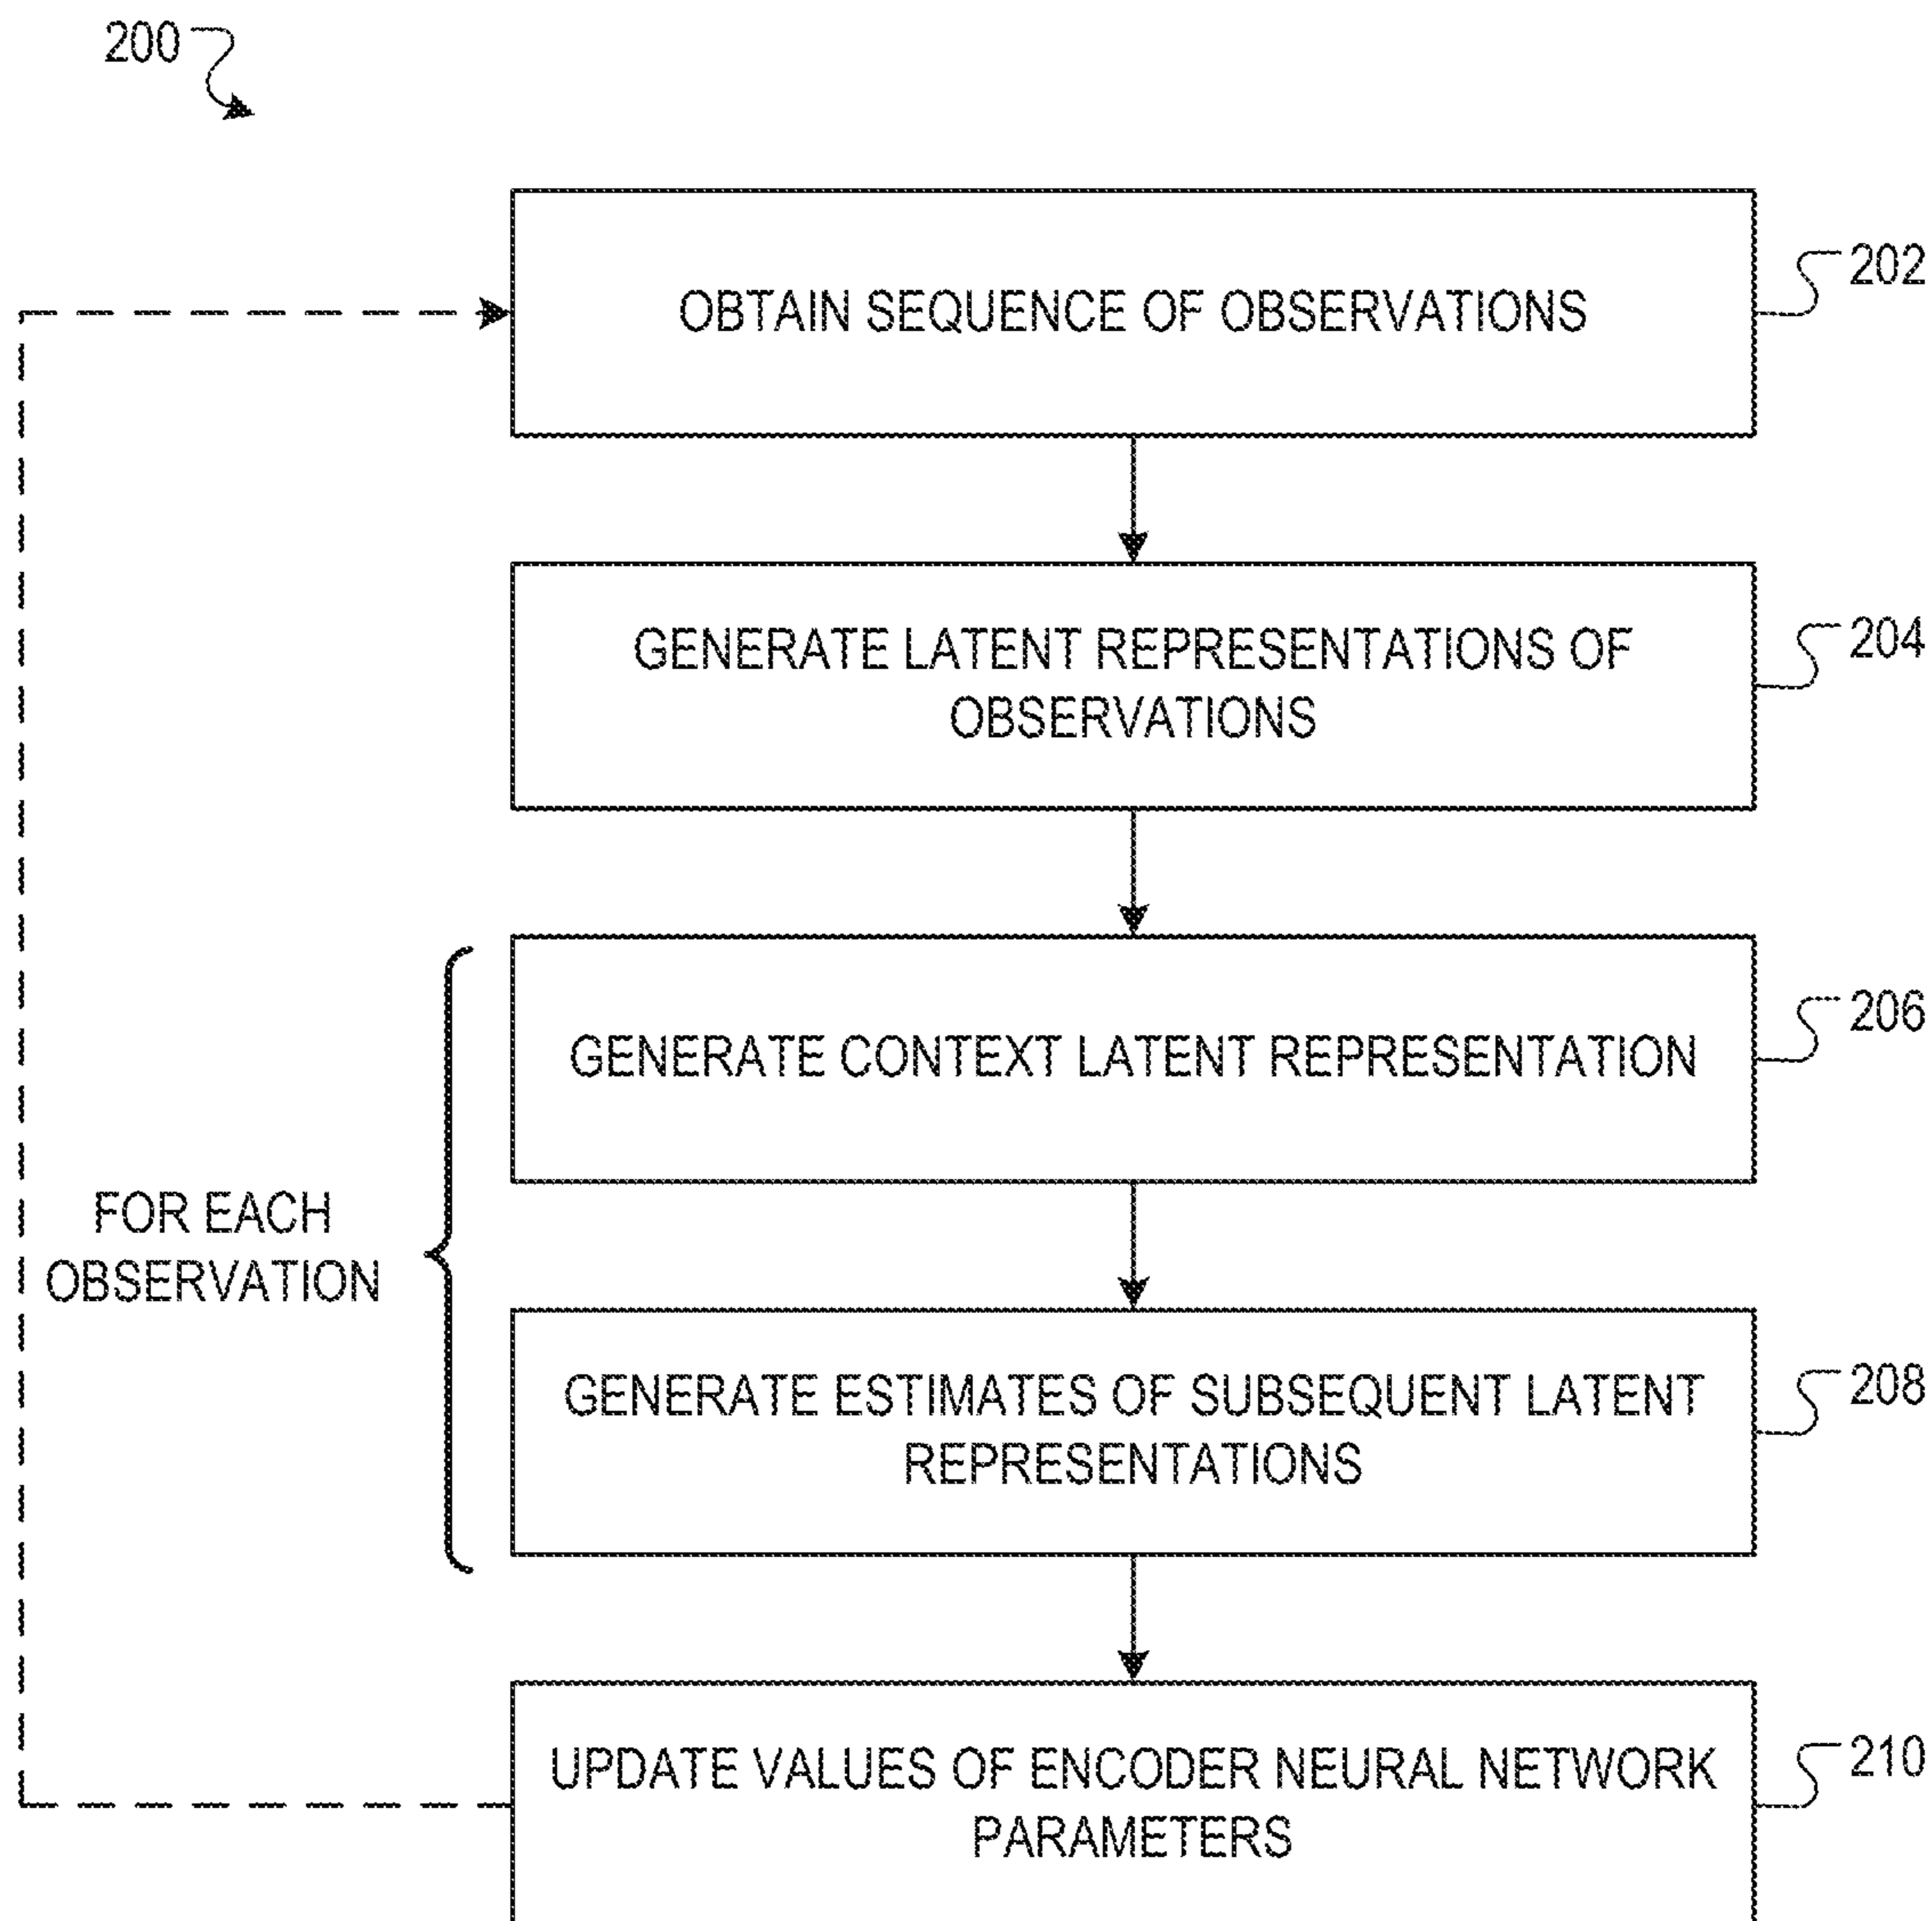 200
OBTAIN SEQUENCE OF OBSERVATIONS
202
GENERATE LATENT REPRESENTATIONS OF
OBSERVATIONS
204
GENERATE CONTEXT LATENT REPRESENTATION
206
FOR EACH
OBSERVATION
GENERATE ESTIMATES OF SUBSEQUENT LATENT
REPRESENTATIONS
208
UPDATE VALUES OF ENCODER NEURAL NETWORK
PARAMETERS
210